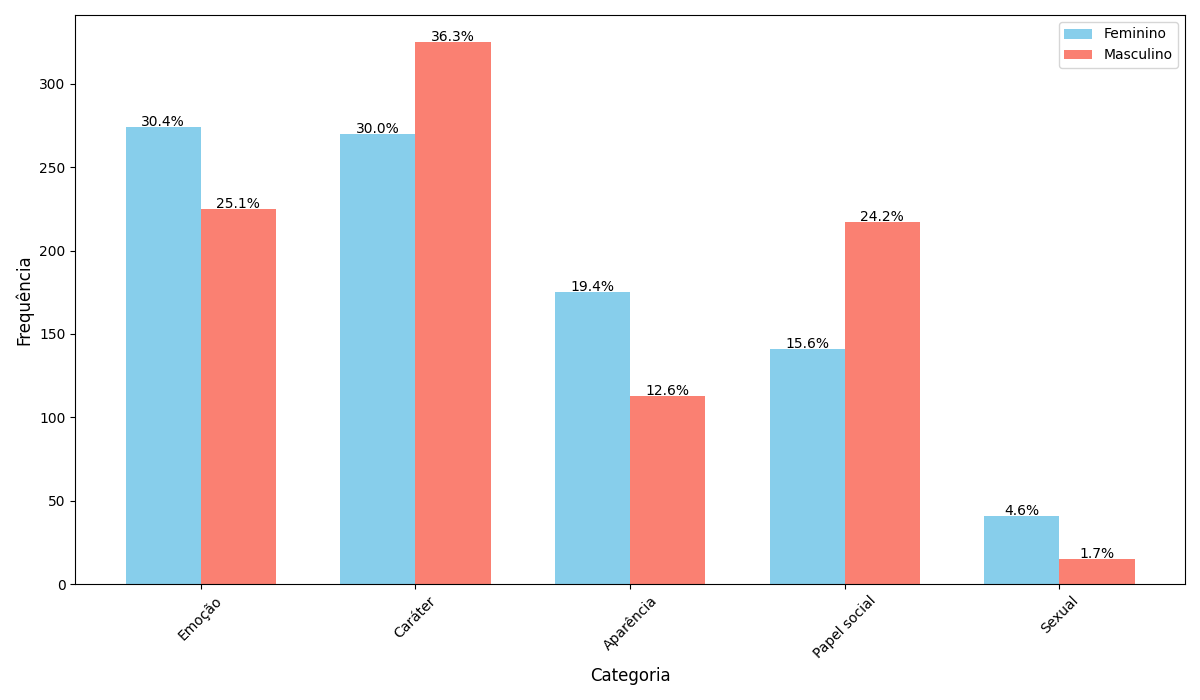 Feminino
Masculino
36.3%
30.4%
30.0%
25.1%
24.2%
19.4%
15.6%
12.6%
4.6%
1.7%
300
250
200
150
100
50
0
Frequência
Emoção
Caráter
Aparência
Papel social
Sexual
Categoria